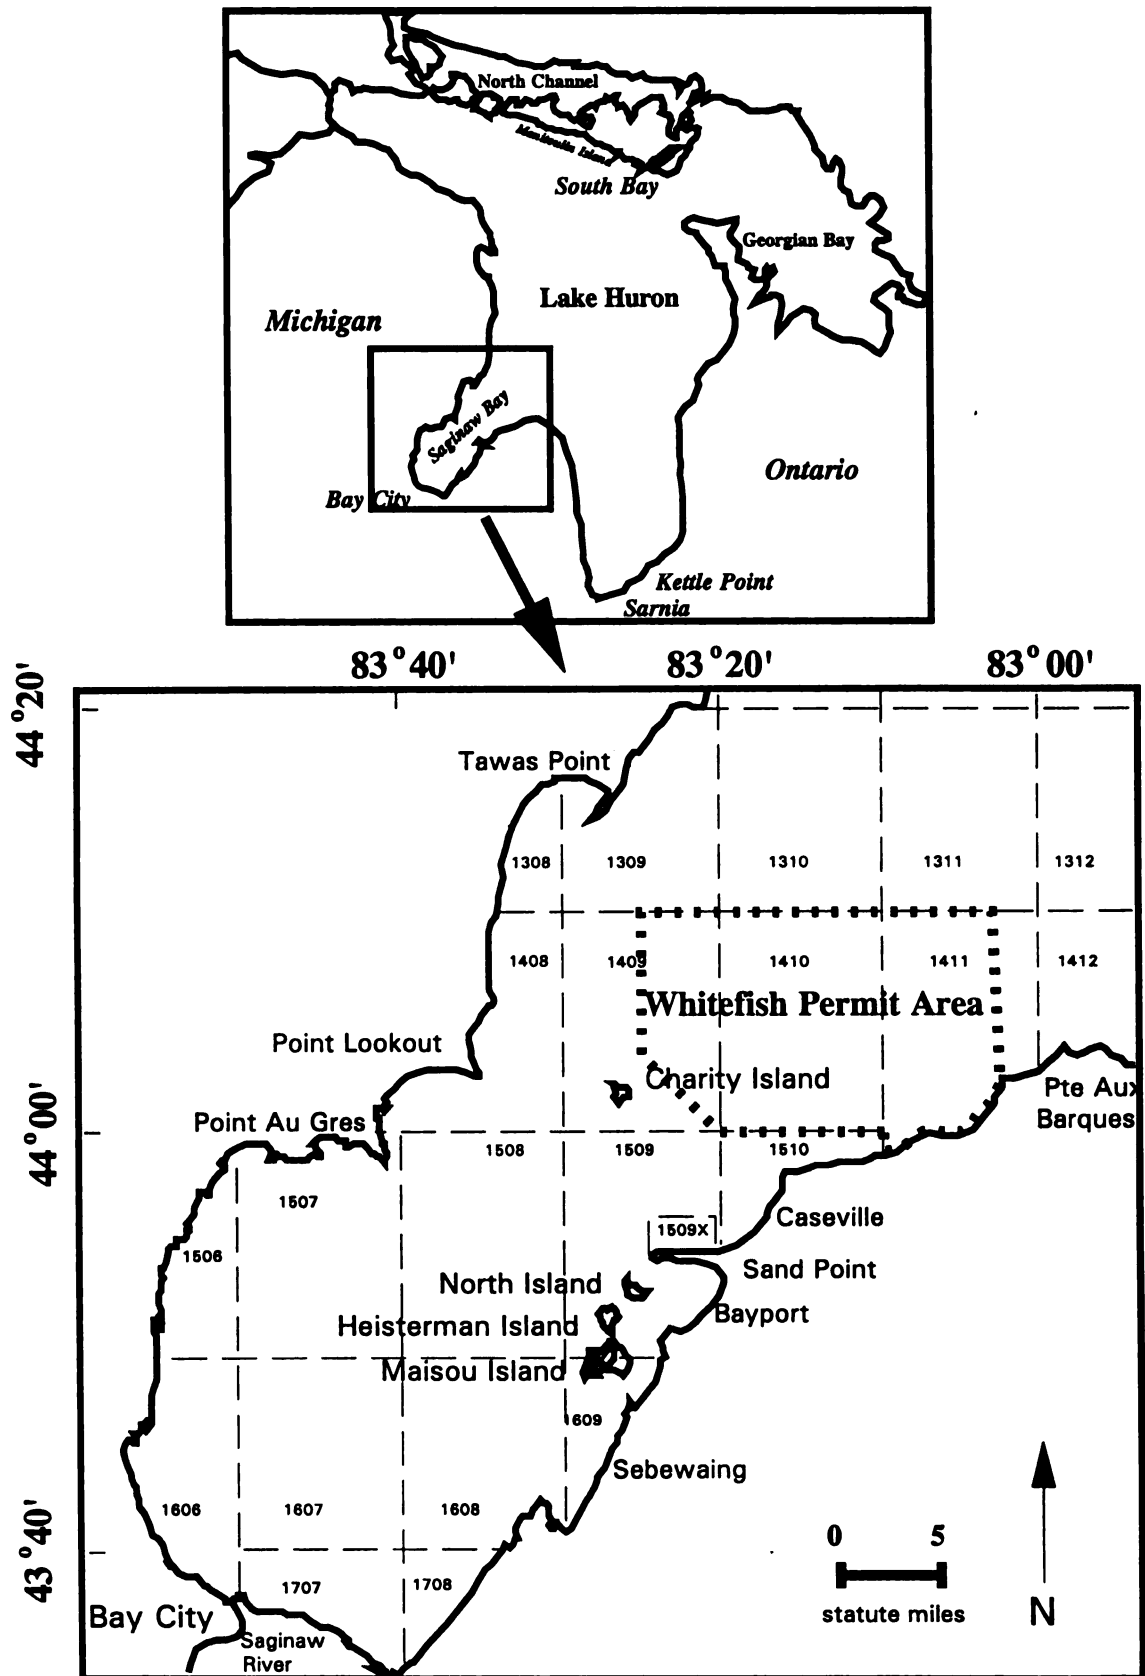 North Channel
Manitoulin Island
South Bay
Georgian Bay
Lake Huron
Michigan
Saginaw Bay
Ontario
Bay City
Kettle Point
Sarnia
83°40' 83°20' 83°00'
44°20'
Tawas Point
1308 1309 1310 1311 1312
1408 1409 1410 1411 1412
Whitefish Permit Area
Point Lookout
Charity Island
Pte Aux
Barques
Point Au Gres
44°00'
1508 1509 1510
1507
1509X
Caseville
1506
Sand Point
North Island
Bayport
Heisterman Island
Maisou Island
609
Sebewaing
1606 1607 1608
43°40'
0 5
statute miles
1707 1708
N
Bay City
Saginaw
River